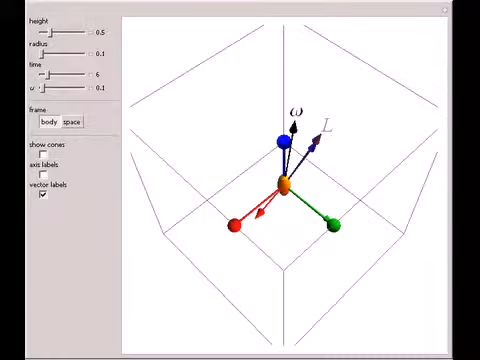 height
0.5
radius
0.1
time
6
ω 0.1
frame
body space
show cones
axis labels
vector labels
ω
L